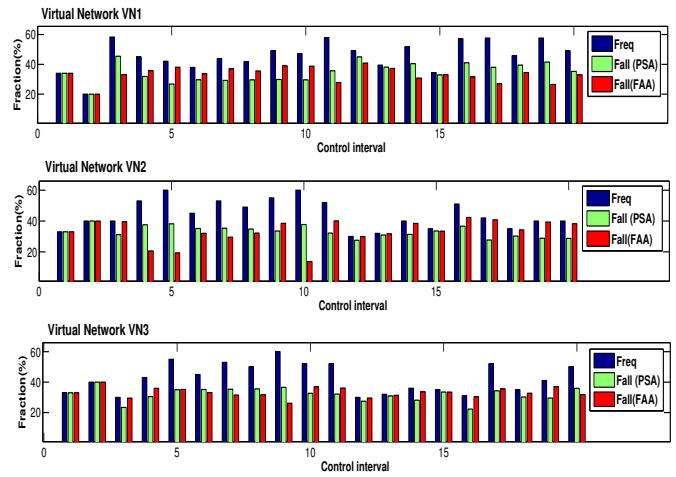 Virtual Network VN1
Fraction(%)
60
40
20
0
5
10
15
Control interval
Freq
Fall (PSA)
Fall(FAA)
Virtual Network VN2
Fraction(%)
60
40
20
0
5
10
15
Control interval
Freq
Fall (PSA)
Fall(FAA)
Virtual Network VN3
Fraction(%)
60
40
20
0
5
10
15
Control interval
Freq
Fall (PSA)
Fall(FAA)